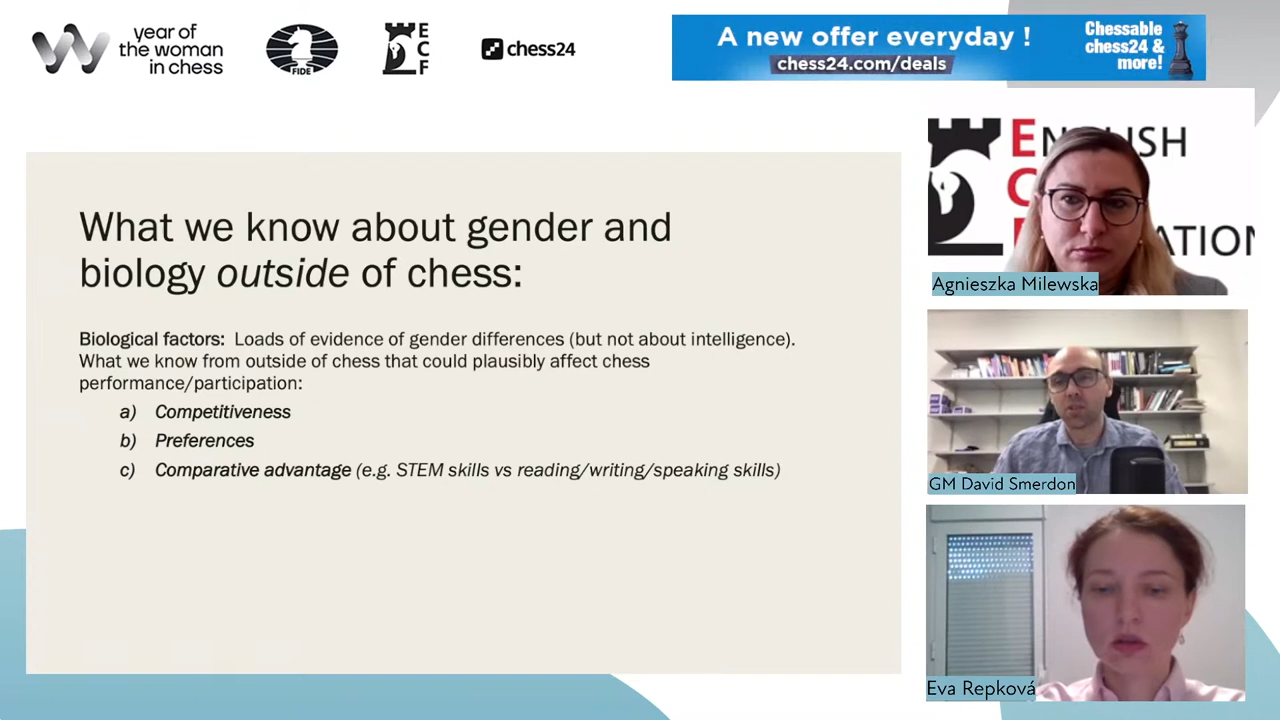 year of
the woman
in chess
FIDE
E
C
F
chess24
A new offer everyday !
chess24.com/deals
Chessable
chess24 &
more!
What we know about gender and
biology outside of chess:
Biological factors: Loads of evidence of gender differences (but not about intelligence).
What we know from outside of chess that could plausibly affect chess
performance/participation:
a) Competitiveness
b) Preferences
c) Comparative advantage (e.g. STEM skills vs reading/writing/speaking skills)
Agnieszka Milewska
GM David Smerdon
Eva Repková